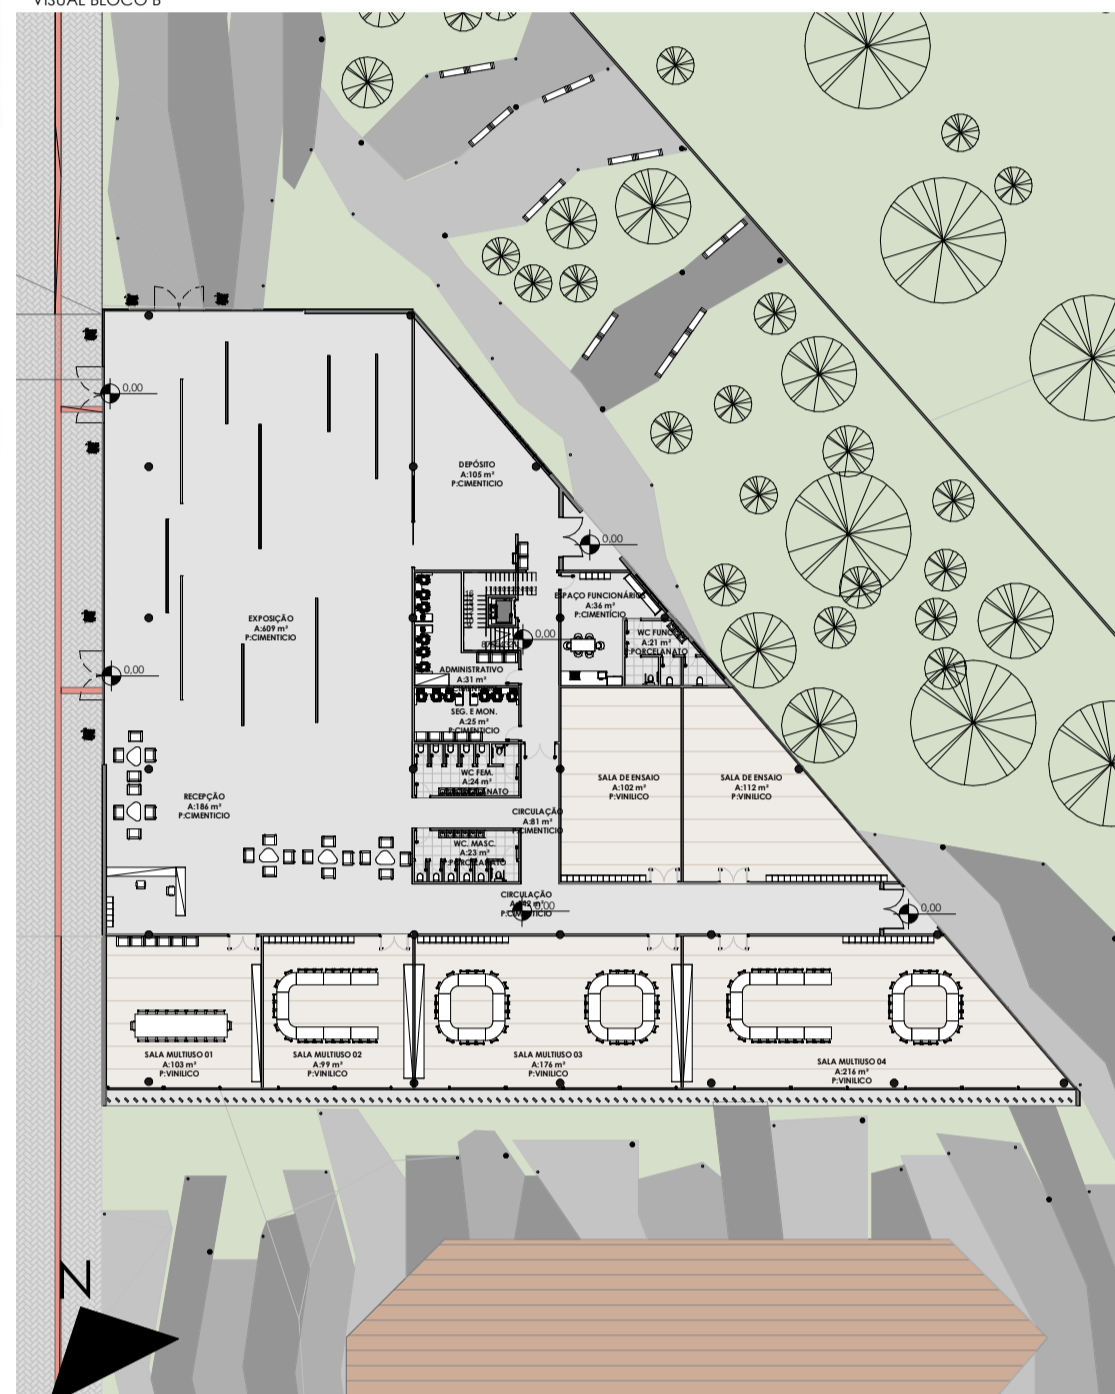 VISUAL BLOCO B
0,00
DEPÓSITO
A:105 m²
P:CIMENTICIO
0,00
ESPAÇO FUNCIONÁRIOS
A:36 m²
P:CIMENTÍCIO
EXPOSIÇÃO
A:609 m²
P:CIMENTICIO
0,00
WC FUNC.
A:21 m²
P:PORCELANATO
0,00
ADMINISTRATIVO
A:31 m²
SEG. E MON.
A:25 m²
P:CIMENTICIO
WC FEM.
A:24 m²
SALA DE ENSAIO
A:102 m²
P:VINILICO
SALA DE ENSAIO
A:112 m²
P:VINILICO
RECEPÇÃO
A:186 m²
P:CIMENTICIO
CIRCULAÇÃO
A:81 m²
P:CIMENTICIO
WC. MASC.
A:23 m²
P:PORCELANATO
CIRCULAÇÃO
P:CIMENTICIO
0,00
0,00
SALA MULTIUSO 01
A:103 m²
P:VINILICO
SALA MULTIUSO 02
A:99 m²
P:VINILICO
SALA MULTIUSO 03
A:176 m²
P:VINILICO
SALA MULTIUSO 04
A:216 m²
P:VINILICO
N